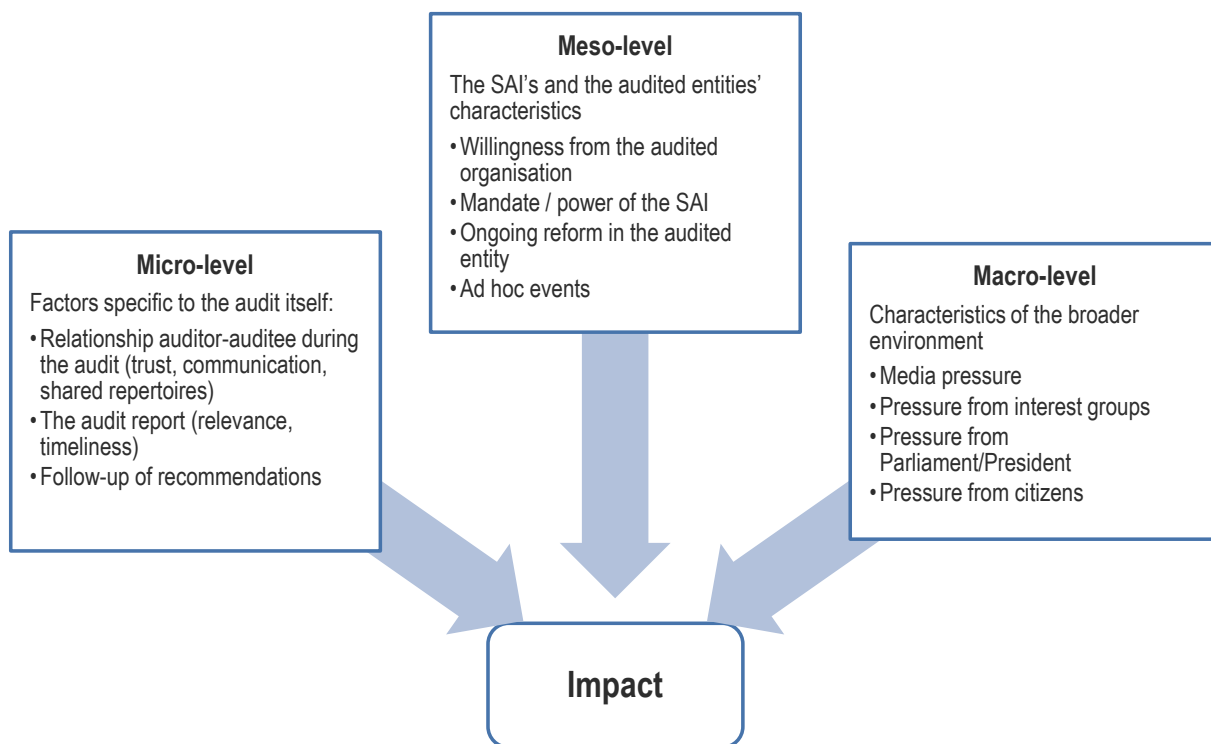 Meso-level
The SAI's and the audited entities'
characteristics
•Willingness from the audited
organisation
•Mandate / power of the SAI
•Ongoing reform in the audited
entity
•Ad hoc events
Micro-level
Factors specific to the audit itself:
•Relationship auditor-auditee during
the audit (trust, communication,
shared repertoires)
•The audit report (relevance,
timeliness)
•Follow-up of recommendations
Macro-level
Characteristics of the broader
environment
•Media pressure
•Pressure from interest groups
•Pressure from
Parliament/President
•Pressure from citizens
Impact